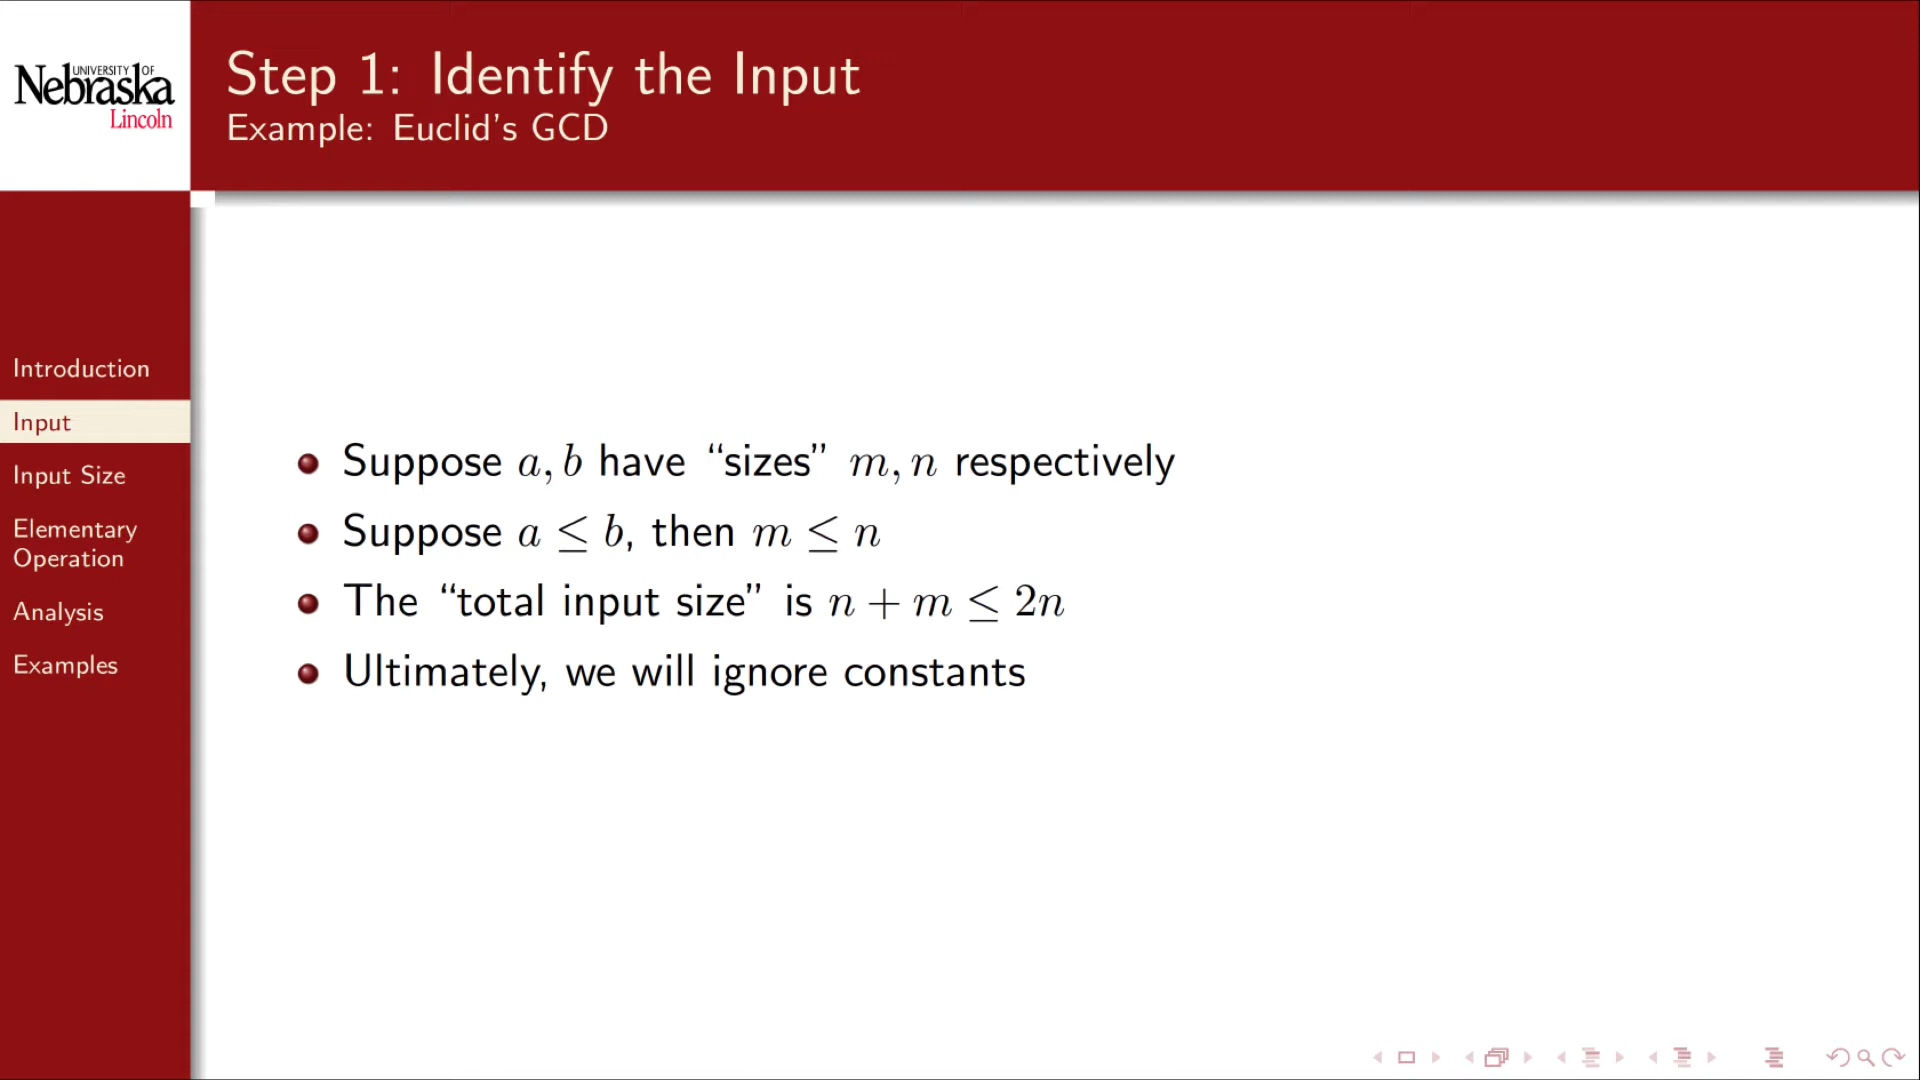 UNIVERSITY OF
Nebraska
Lincoln
Step 1: Identify the Input
Example: Euclid's GCD
Introduction
Input
Input Size
Elementary
Operation
Analysis
Examples
Suppose a, b have “sizes” m, n respectively
Suppose a ≤ b, then m ≤ n
The “total input size” is n + m ≤ 2n
Ultimately, we will ignore constants